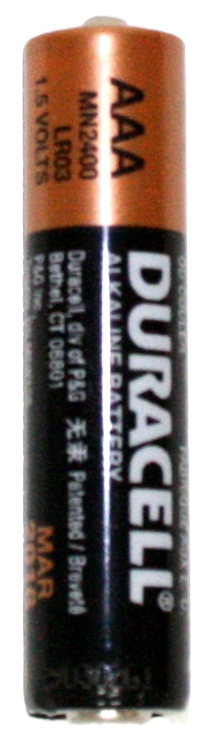 AAA
MN2400
LR03
1.5 VOLTS
DURACELL®
ALKALINE BATTERY
Duracell, div of P&G 无汞 Patented / Breveté
Bethel, CT 06801
P&G Inc.
MAR